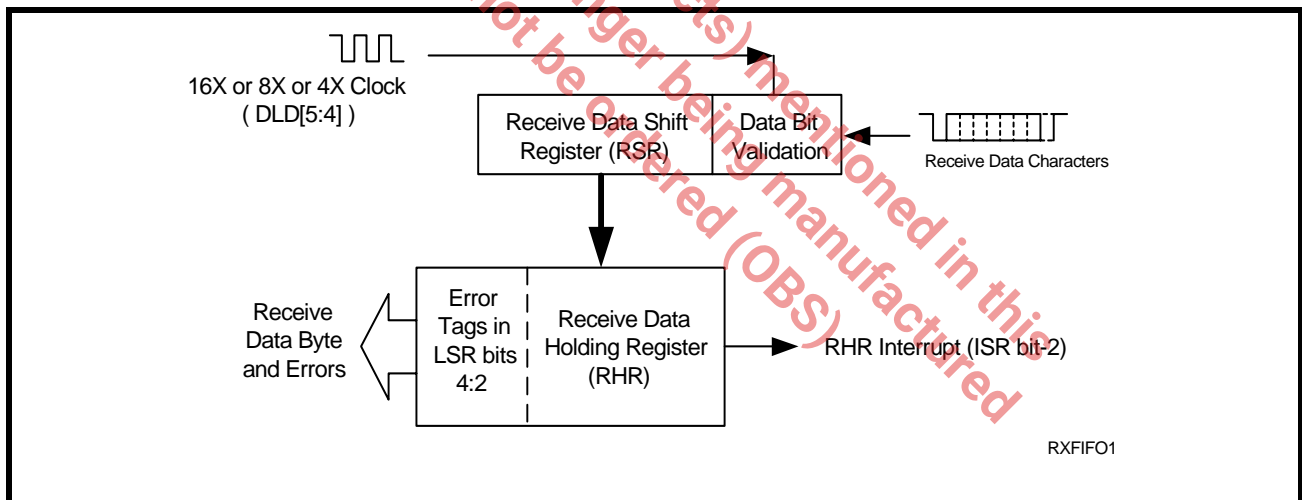 16X or 8X or 4X Clock
( DLD[5:4] )
Receive Data Shift
Register (RSR)
Data Bit
Validation
Receive Data Characters
Receive
Data Byte
and Errors
Error
Tags in
LSR bits
4:2
Receive Data
Holding Register
(RHR)
RHR Interrupt (ISR bit-2)
RXFIFO1
cts) mentioned in this
nger being manufactured
not be ordered (OBS)